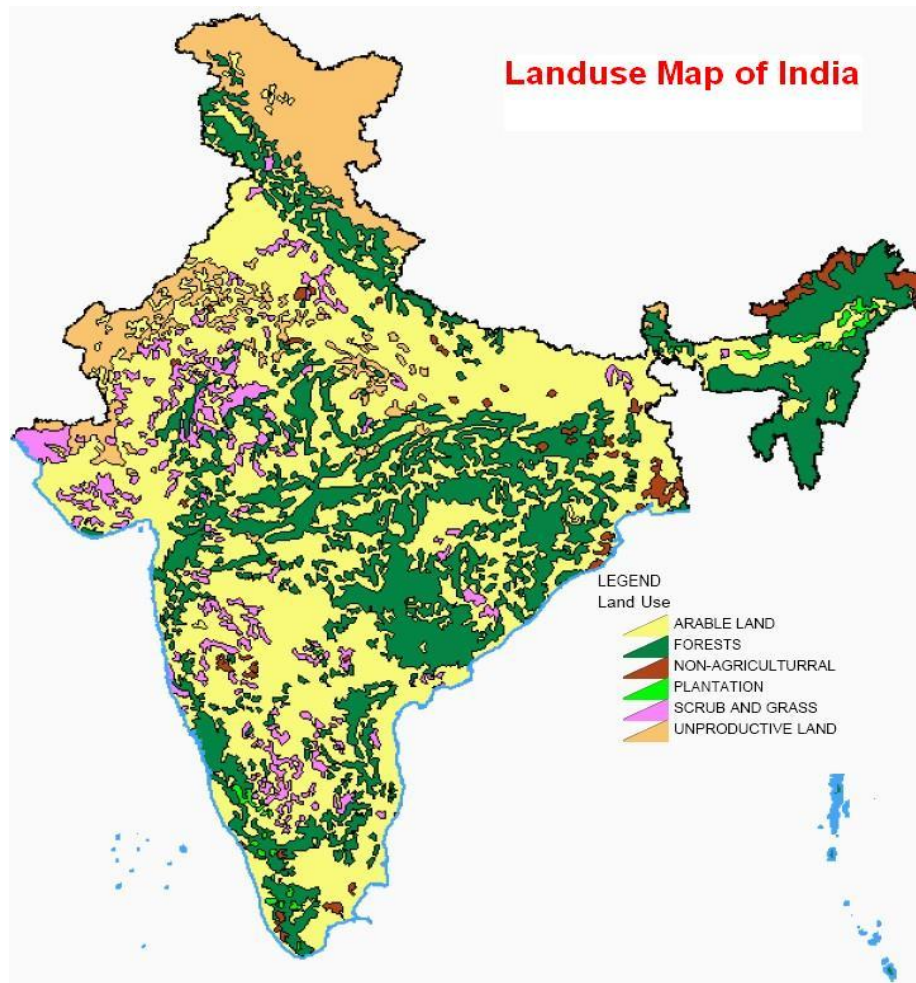 Landuse Map of India
LEGEND
Land Use
ARABLE LAND
FORESTS
NON-AGRICULTURRAL
PLANTATION
SCRUB AND GRASS
UNPRODUCTIVE LAND